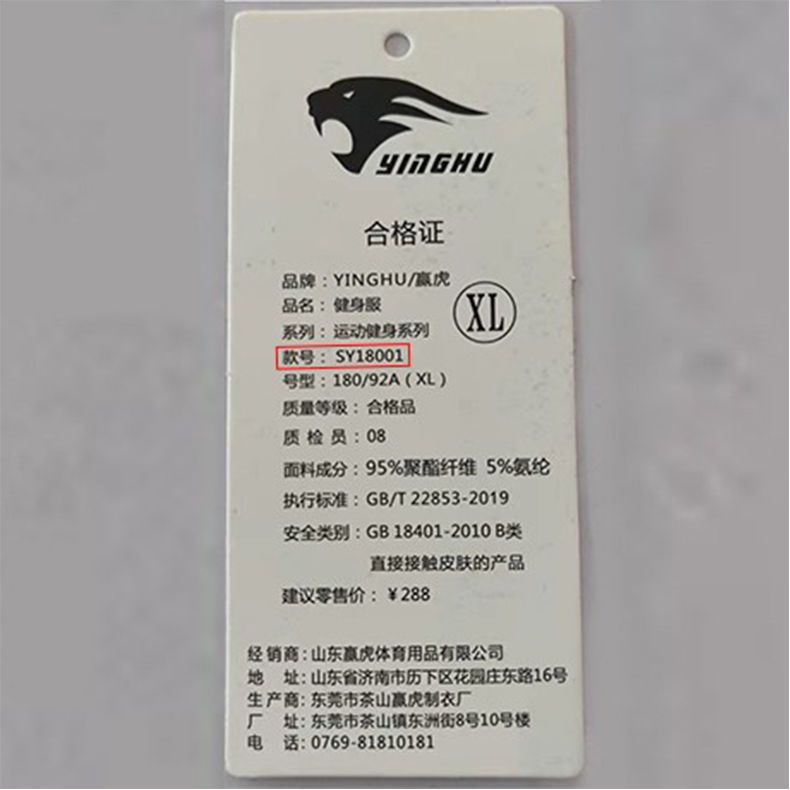 YINGHU
合格证
品牌：YINGHU/赢虎
品名：健身服
XL
系列：运动健身系列
款号：SY18001
号型：180/92A（XL）
质量等级：合格品
质检员：08
面料成分：95%聚酯纤维 5%氨纶
执行标准：GB/T 22853-2019
安全类别：GB 18401-2010 B类
直接接触皮肤的产品
建议零售价：￥288
经销商：山东赢虎体育用品有限公司
地 址：山东省济南市历下区花园庄东路16号
生产商：东莞市茶山赢虎制衣厂
厂 址：东莞市茶山镇东洲街8号10号楼
电 话：0769-81810181